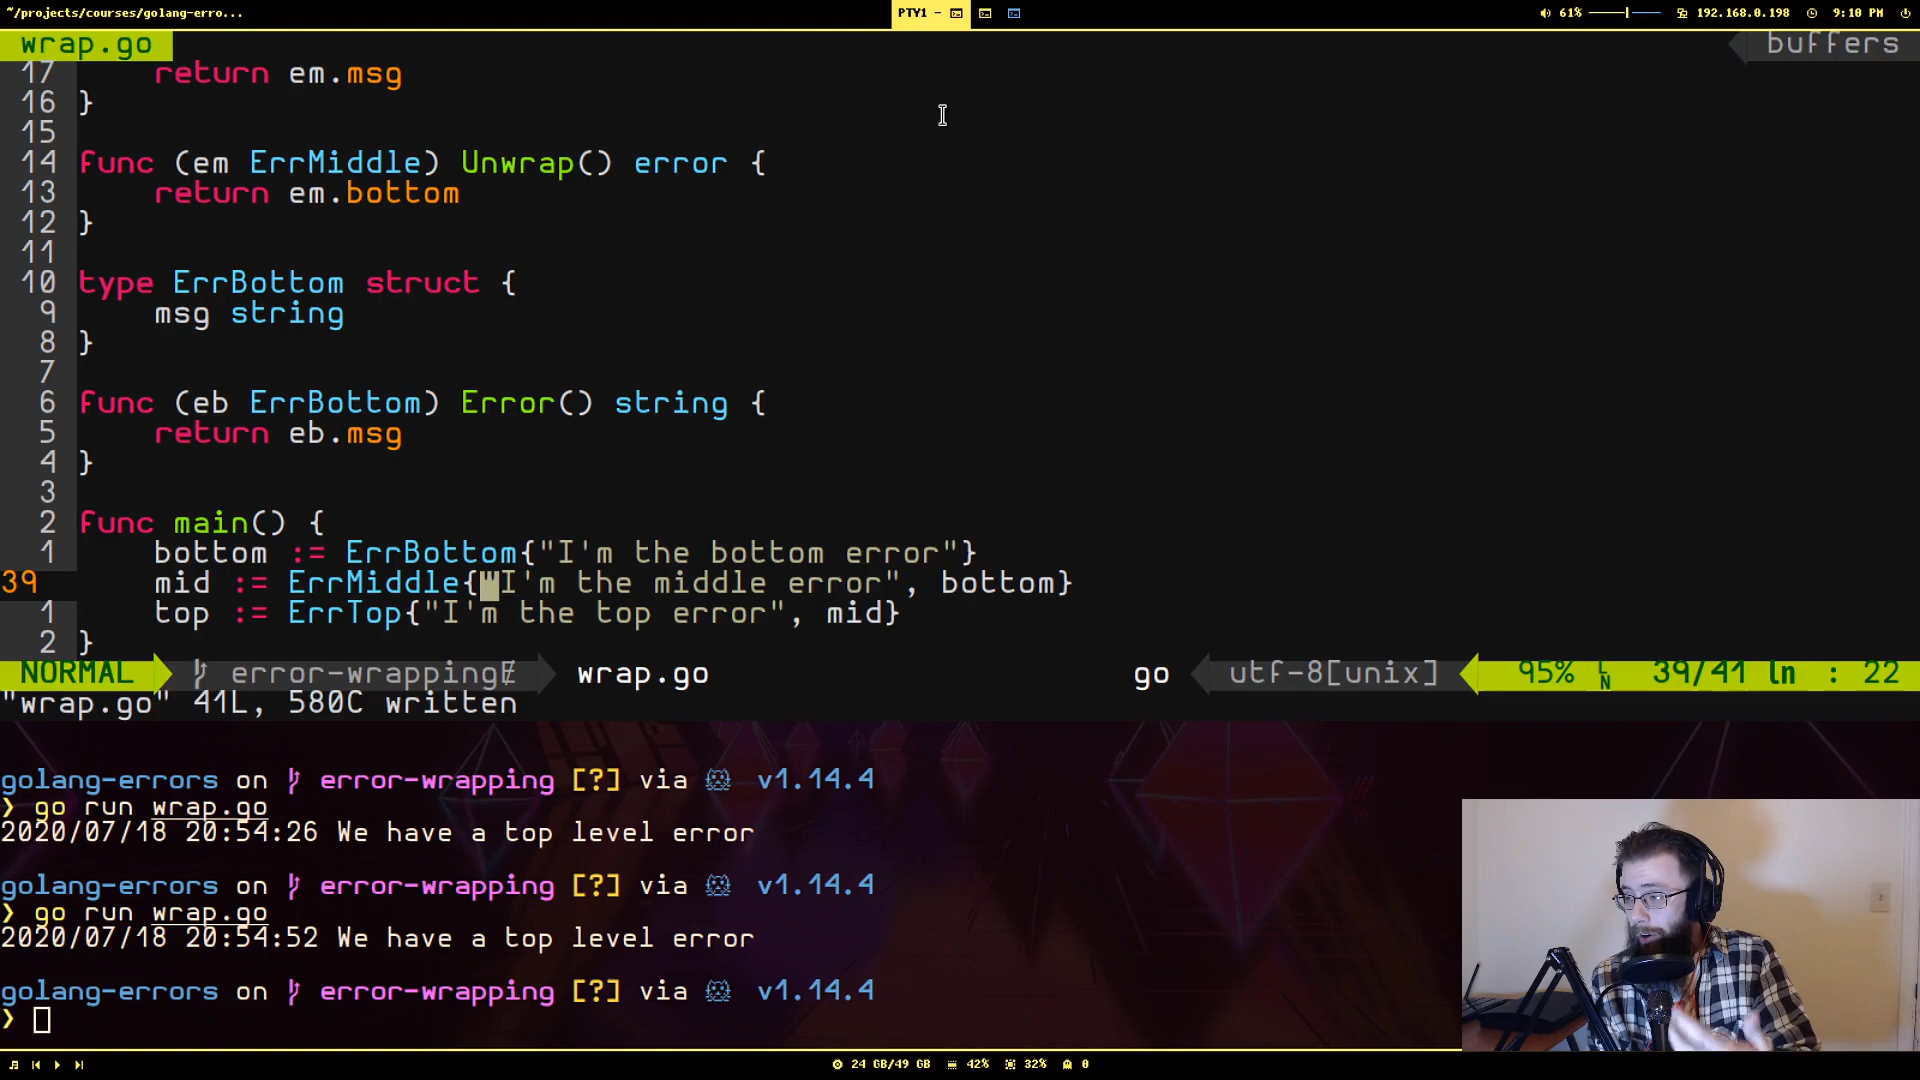 ~/projects/courses/golang-erro...
PTY1 -
61%
192.168.0.198
9:10 PM
wrap.go
buffers
17 return em.msg
16 }
15
14 func (em ErrMiddle) Unwrap() error {
13 return em.bottom
12 }
11
10 type ErrBottom struct {
9 msg string
8 }
7
6 func (eb ErrBottom) Error() string {
5 return eb.msg
4 }
3
2 func main() {
1 bottom := ErrBottom{"I'm the bottom error"}
39 mid := ErrMiddle{"I'm the middle error", bottom}
1 top := ErrTop{"I'm the top error", mid}
2 }
NORMAL error-wrapping wrap.go go utf-8[unix] 95% LN 39/41 ln : 22
"wrap.go" 41L, 580C written
golang-errors on error-wrapping [?] via v1.14.4
❯ go run wrap.go
2020/07/18 20:54:26 We have a top level error
golang-errors on error-wrapping [?] via v1.14.4
❯ go run wrap.go
2020/07/18 20:54:52 We have a top level error
golang-errors on error-wrapping [?] via v1.14.4
❯
24 GB/49 GB 42% 32% 0